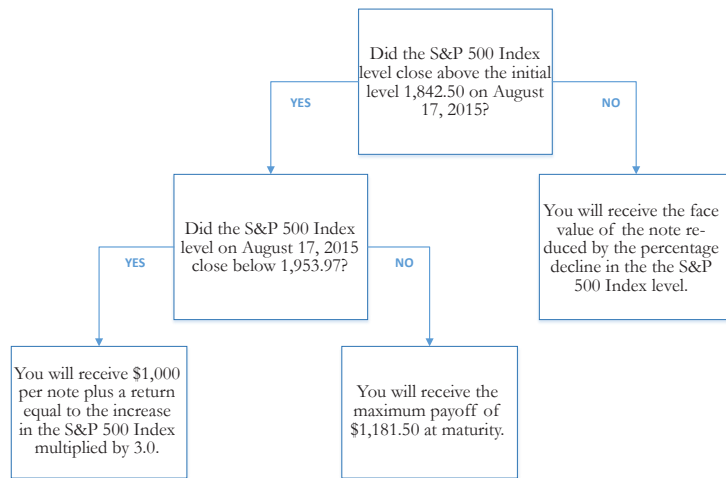 Did the S&P 500 Index
level close above the initial
level 1,842.50 on August
17, 2015?
YES
NO
Did the S&P 500 Index
level on August 17, 2015
close below 1,953.97?
You will receive the face
value of the note re-
duced by the percentage
decline in the the S&P
500 Index level.
YES
NO
You will receive $1,000
per note plus a return
equal to the increase
in the S&P 500 Index
multiplied by 3.0.
You will receive the
maximum payoff of
$1,181.50 at maturity.